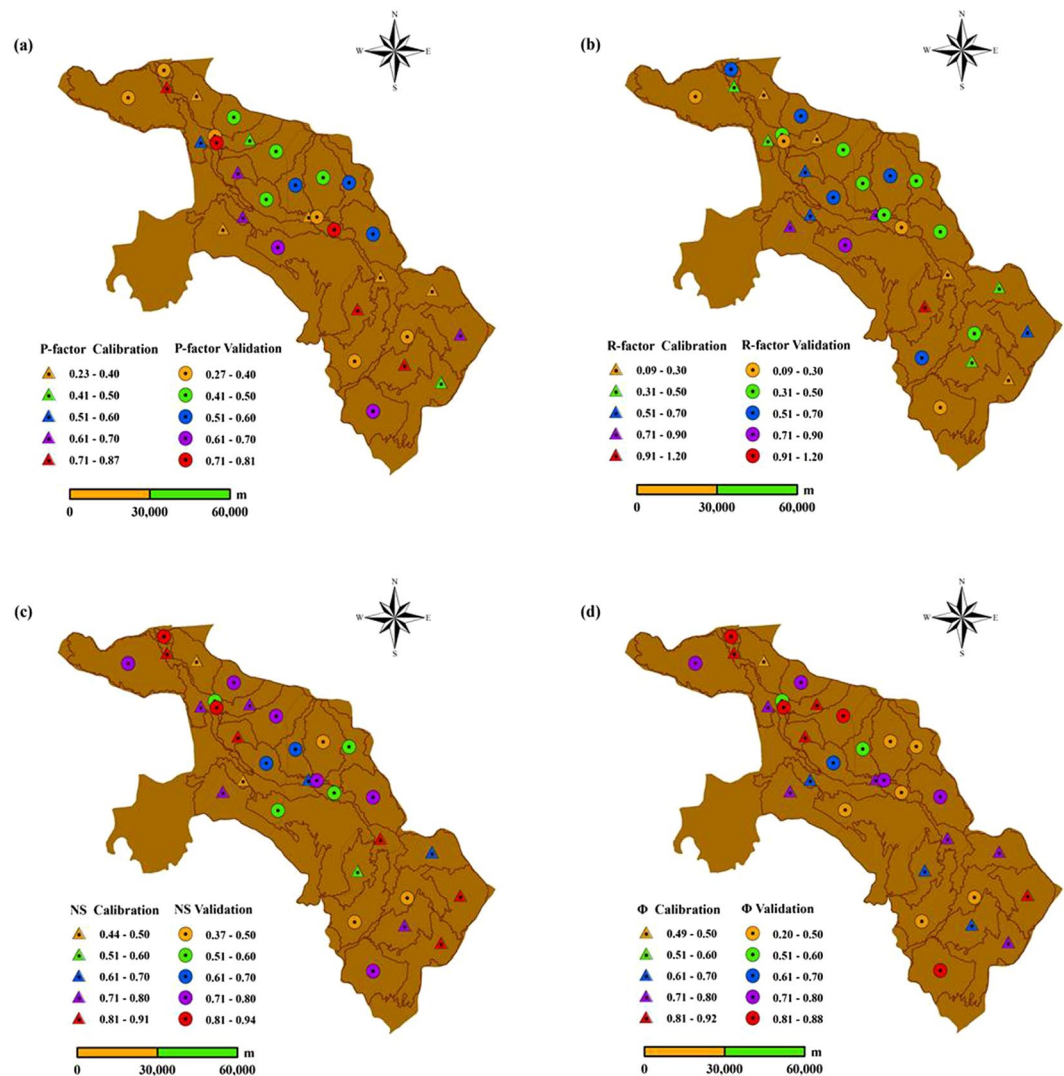 (a)
N
W
E
S
P-factor Calibration P-factor Validation
0.23 - 0.40 0.27 - 0.40
0.41 - 0.50 0.41 - 0.50
0.51 - 0.60 0.51 - 0.60
0.61 - 0.70 0.61 - 0.70
0.71 - 0.87 0.71 - 0.81
m
0 30,000 60,000
(b)
N
W
E
S
R-factor Calibration R-factor Validation
0.09 - 0.30 0.09 - 0.30
0.31 - 0.50 0.31 - 0.50
0.51 - 0.70 0.51 - 0.70
0.71 - 0.90 0.71 - 0.90
0.91 - 1.20 0.91 - 1.20
m
0 30,000 60,000
(c)
N
W
E
S
NS Calibration NS Validation
0.44 - 0.50 0.37 - 0.50
0.51 - 0.60 0.51 - 0.60
0.61 - 0.70 0.61 - 0.70
0.71 - 0.80 0.71 - 0.80
0.81 - 0.91 0.81 - 0.94
m
0 30,000 60,000
(d)
N
W
E
S
Φ Calibration Φ Validation
0.49 - 0.50 0.20 - 0.50
0.51 - 0.60 0.51 - 0.60
0.61 - 0.70 0.61 - 0.70
0.71 - 0.80 0.71 - 0.80
0.81 - 0.92 0.81 - 0.88
m
0 30,000 60,000